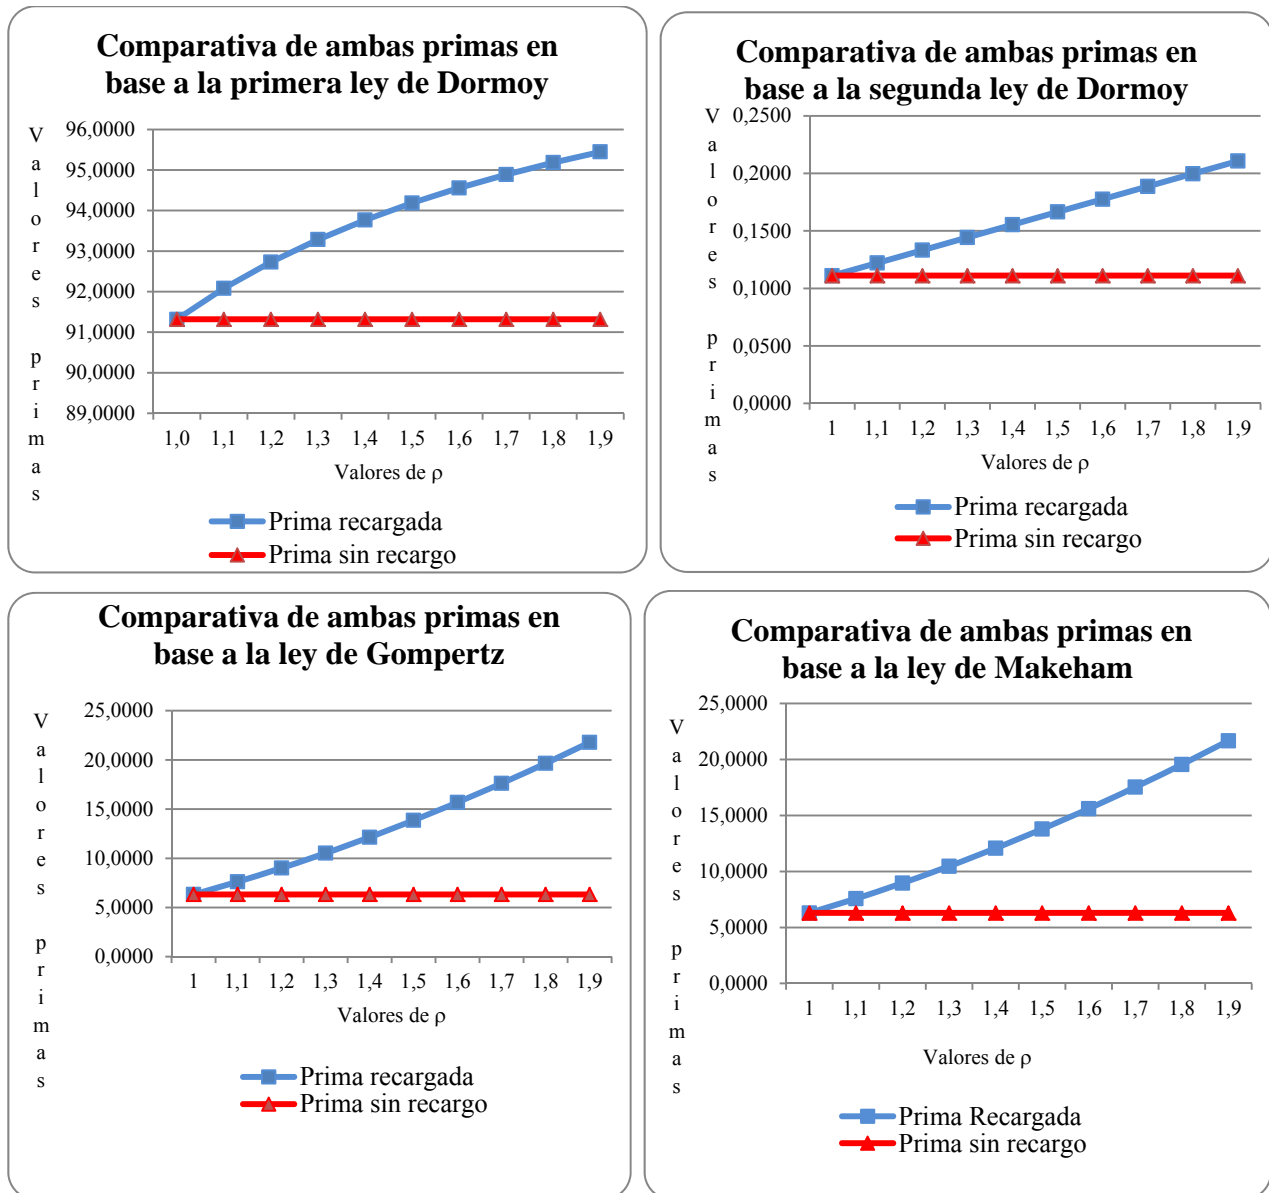 Comparativa de ambas primas en
base a la primera ley de Dormoy
Valores primas
96,0000
95,0000
94,0000
93,0000
92,0000
91,0000
90,0000
89,0000
1,0 1,1 1,2 1,3 1,4 1,5 1,6 1,7 1,8 1,9
Valores de ρ
Prima recargada
Prima sin recargo
Comparativa de ambas primas en
base a la segunda ley de Dormoy
Valores primas
0,2500
0,2000
0,1500
0,1000
0,0500
0,0000
1 1,1 1,2 1,3 1,4 1,5 1,6 1,7 1,8 1,9
Valores de ρ
Prima recargada
Prima sin recargo
Comparativa de ambas primas en
base a la ley de Gompertz
Valores primas
25,0000
20,0000
15,0000
10,0000
5,0000
0,0000
1 1,1 1,2 1,3 1,4 1,5 1,6 1,7 1,8 1,9
Valores de ρ
Prima recargada
Prima sin recargo
Comparativa de ambas primas en
base a la ley de Makeham
Valores primas
25,0000
20,0000
15,0000
10,0000
5,0000
0,0000
1 1,1 1,2 1,3 1,4 1,5 1,6 1,7 1,8 1,9
Valores de ρ
Prima Recargada
Prima sin recargo